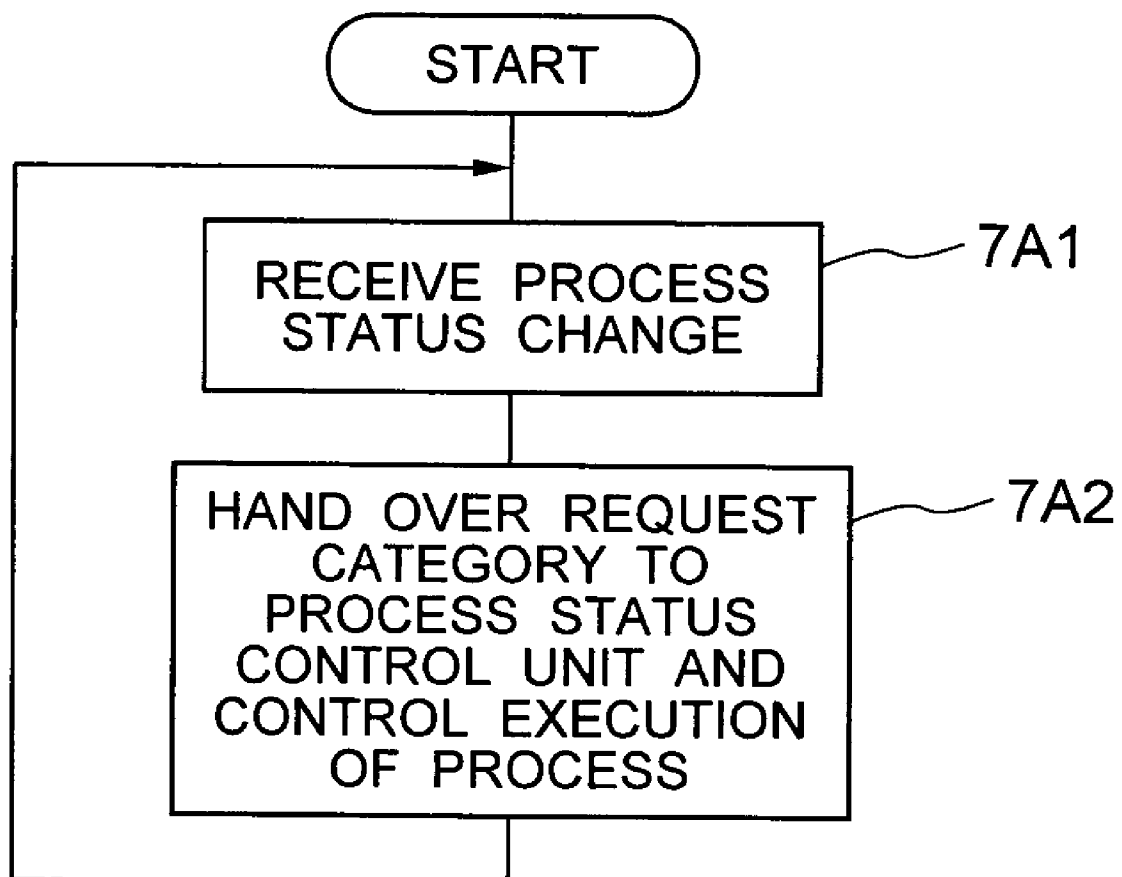 START
RECEIVE PROCESS
STATUS CHANGE
7A1
HAND OVER REQUEST
CATEGORY TO
PROCESS STATUS
CONTROL UNIT AND
CONTROL EXECUTION
OF PROCESS
7A2